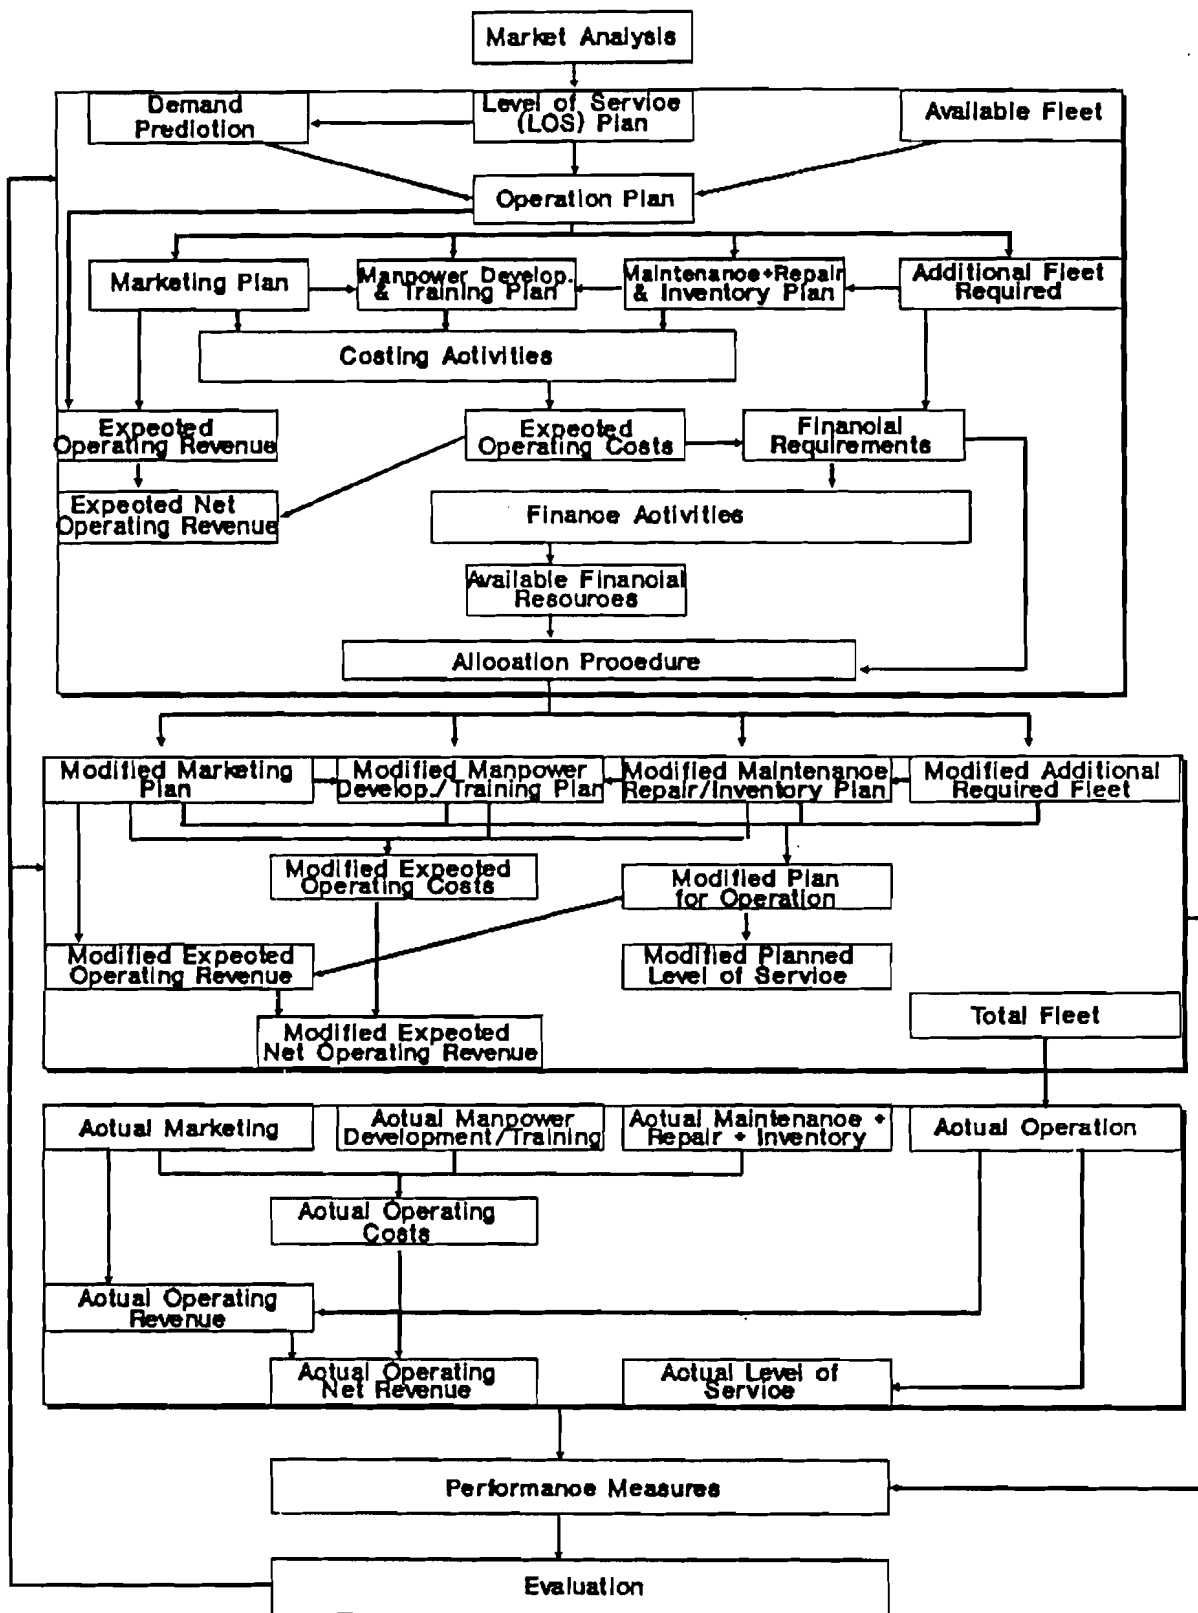 Market Analysis
Demand
Prediction
Level of Service
(LOS) Plan
Available Fleet
Operation Plan
Marketing Plan
Manpower Develop.
& Training Plan
Maintenance+Repair
& Inventory Plan
Additional Fleet
Required
Costing Activities
Expected
Operating Revenue
Expected
Operating Costs
Financial
Requirements
Expected Net
Operating Revenue
Finance Activities
Available Financial
Resources
Allocation Procedure
Modified Marketing
Plan
Modified Manpower
Develop./Training Plan
Modified Maintenance
Repair/Inventory Plan
Modified Additional
Required Fleet
Modified Expected
Operating Costs
Modified Plan
for Operation
Modified Expected
Operating Revenue
Modified Planned
Level of Service
Total Fleet
Modified Expected
Net Operating Revenue
Actual Marketing
Actual Manpower
Development/Training
Actual Maintenance +
Repair + Inventory
Actual Operation
Actual Operating
Costs
Actual Operating
Revenue
Actual Operating
Net Revenue
Actual Level of
Service
Performance Measures
Evaluation